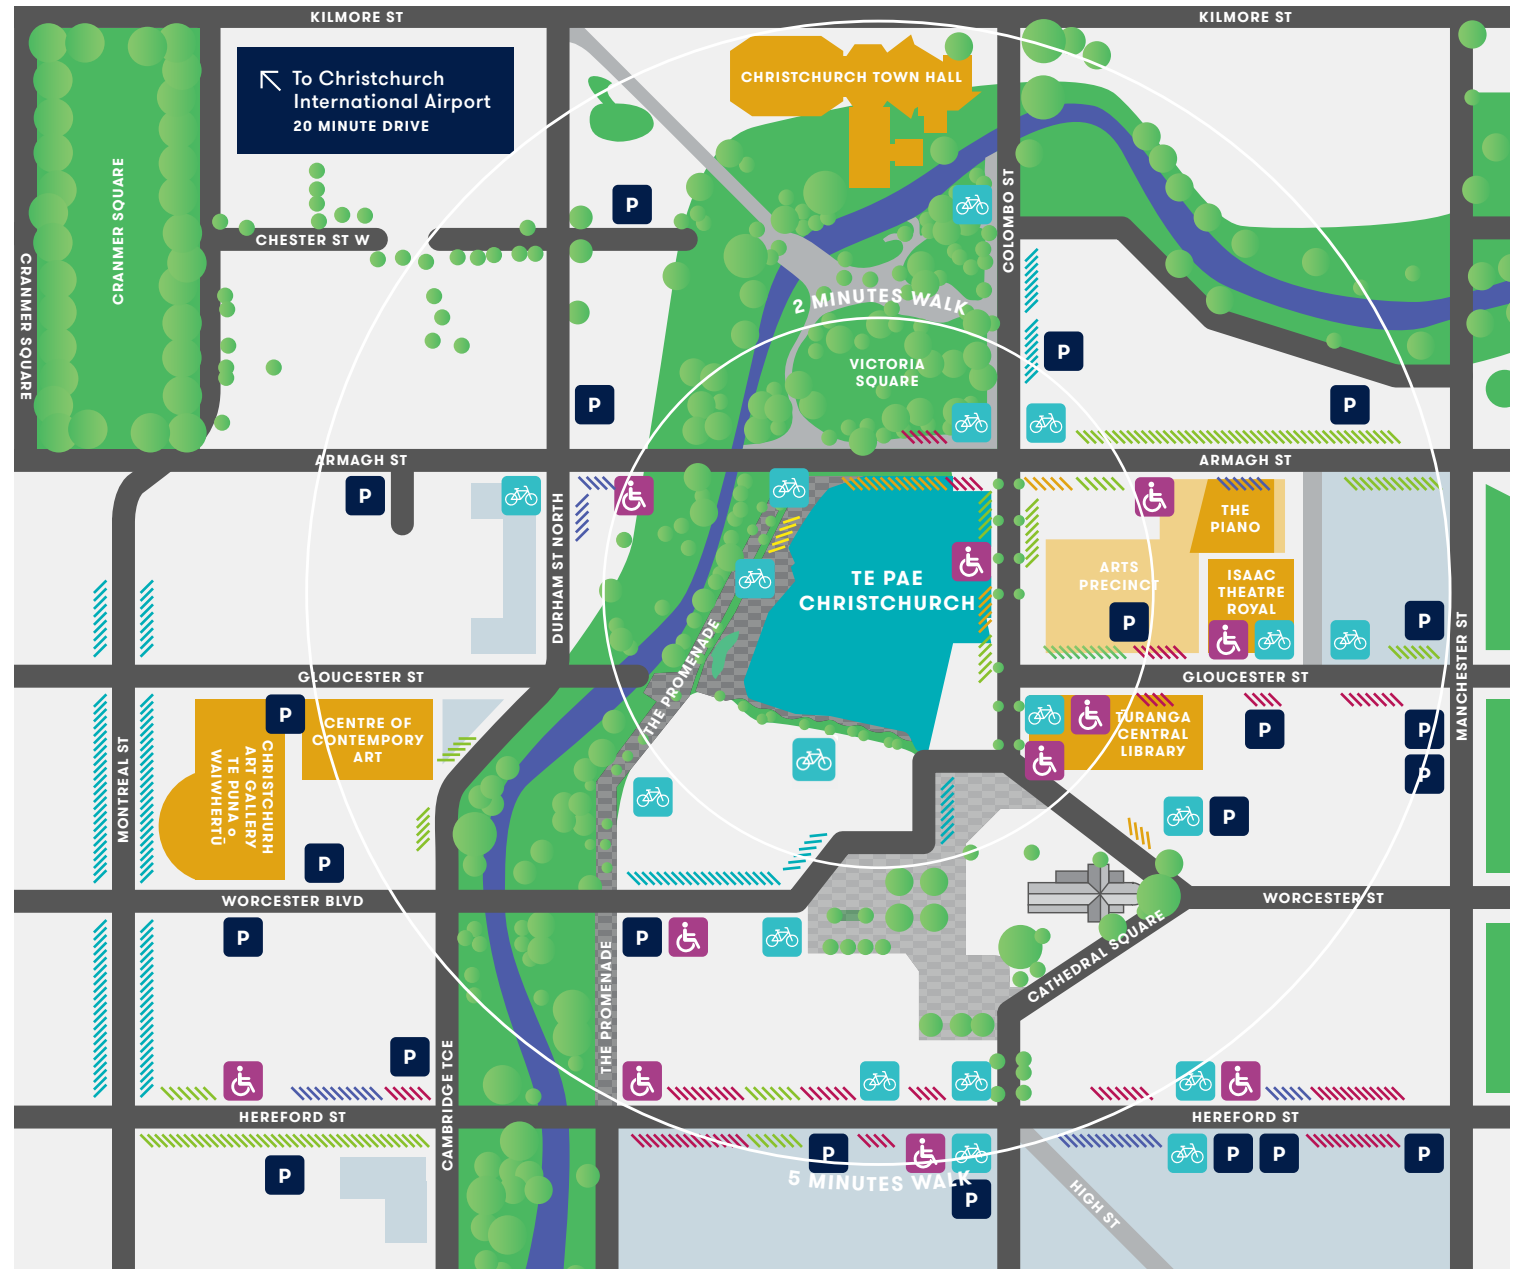 KILMORE ST
KILMORE ST
To Christchurch
International Airport
20 MINUTE DRIVE
CHRISTCHURCH TOWN HALL
CRANMER SQUARE
CRANMER SQUARE
P
CHESTER ST W
COLOMBO ST
2 MINUTES WALK
VICTORIA
SQUARE
P
P
P
ARMAGH ST
ARMAGH ST
P
DURHAM ST NORTH
THE
PIANO
TE PAE
CHRISTCHURCH
ARTS
PRECINCT
ISAAC
THEATRE
ROYAL
P
P
MANCHESTER ST
THE PROMENADE
GLOUCESTER ST
GLOUCESTER ST
P
CENTRE OF
CONTEMPORY
ART
CHRISTCHURH
ART GALLERY
TE PUNA O
WAIWHERTŪ
MONTREAL ST
TŪRANGA
CENTRAL
LIBRARY
P
P
P
P
P
WORCESTER BLVD
WORCESTER ST
CATHEDRAL SQUARE
P
P
THE PROMENADE
P
CAMBRIDGE TCE
HEREFORD ST
HEREFORD ST
P
P
P
P
P
5 MINUTES WALK
P
HIGH ST